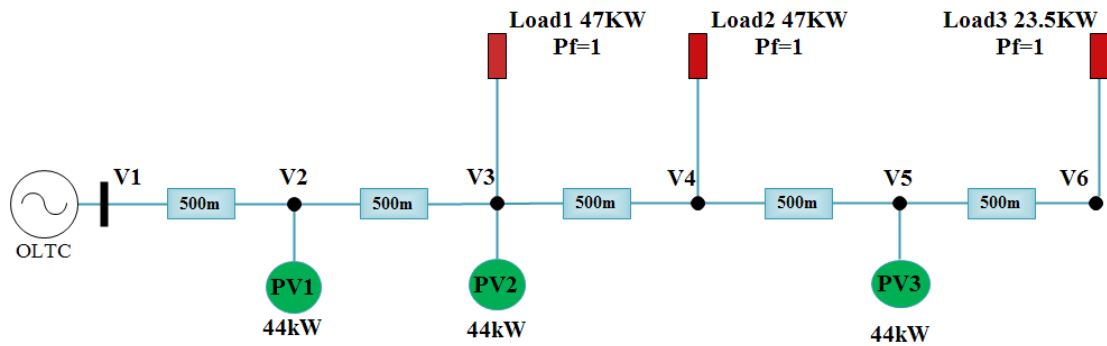 Load1 47KW
Pf=1
Load2 47KW
Pf=1
Load3 23.5KW
Pf=1
V1
V2
V3
V4
V5
V6
500m
500m
500m
500m
500m
OLTC
PV1
PV2
PV3
44kW
44kW
44kW